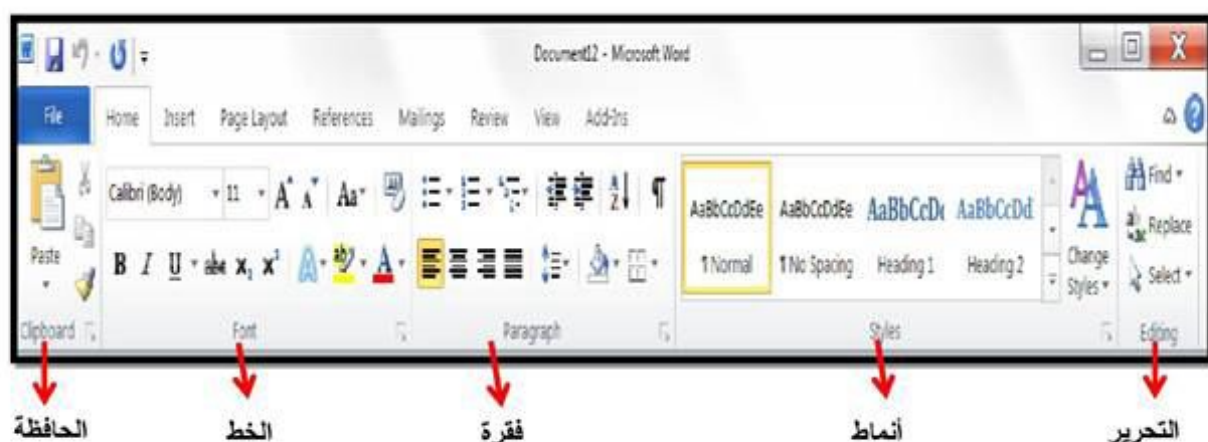 Document12 - Microsoft Word
File Home Insert Page Layout References Mailings Review View Add-Ins
Calibri (Body) 11 A A Aa
AaBbCcDdEe AaBbCcDdEe AaBbCcDc AaBbCcDd
Find
Replace
Select
Paste
B I U abc x₂ x² A ab A
¶ Normal ¶ No Spacing Heading 1 Heading 2
Change
Styles
Clipboard Font Paragraph Styles Editing
الحافظة الخط فقرة أنماط التحرير